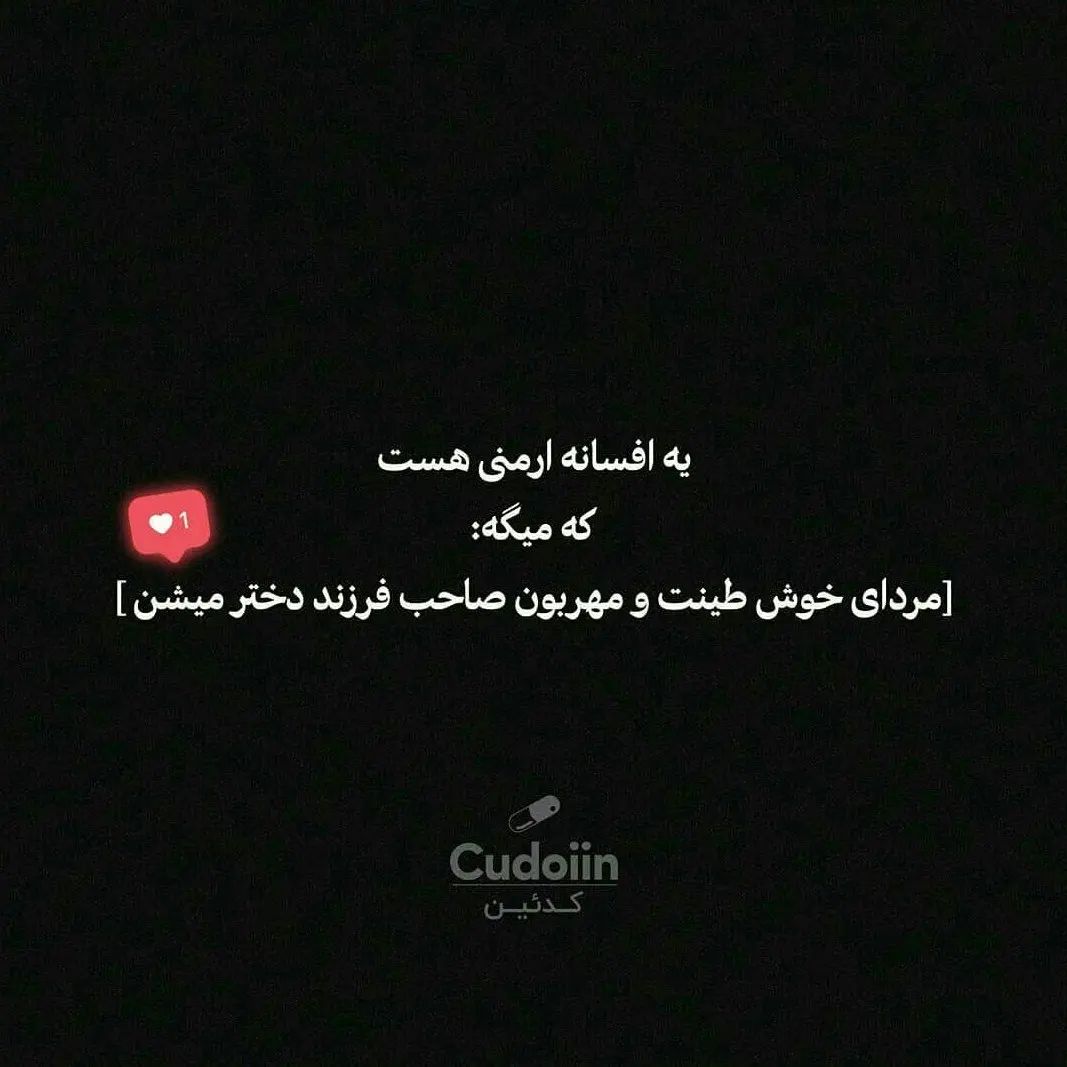 یه افسانه ارمنی هست
که میگه:
1
[مردای خوش طینت و مهربون صاحب فرزند دختر میشن]
Cudoiin
کدئین